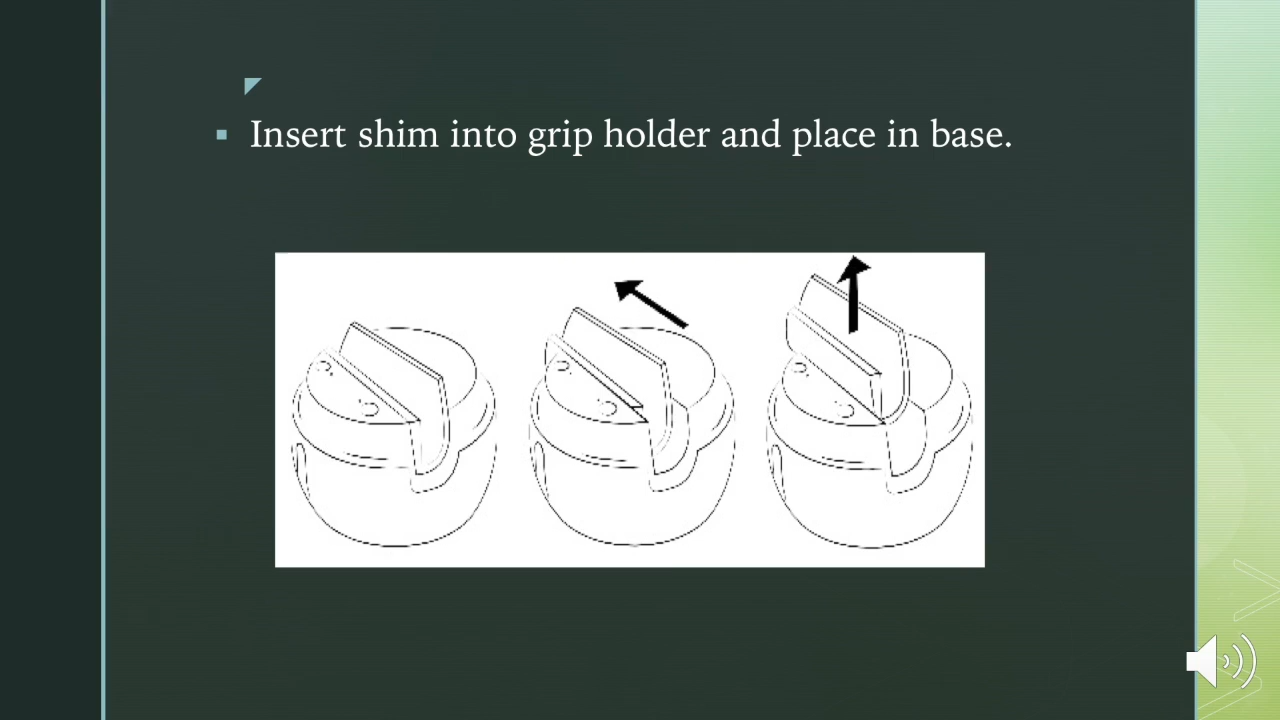 Insert shim into grip holder and place in base.